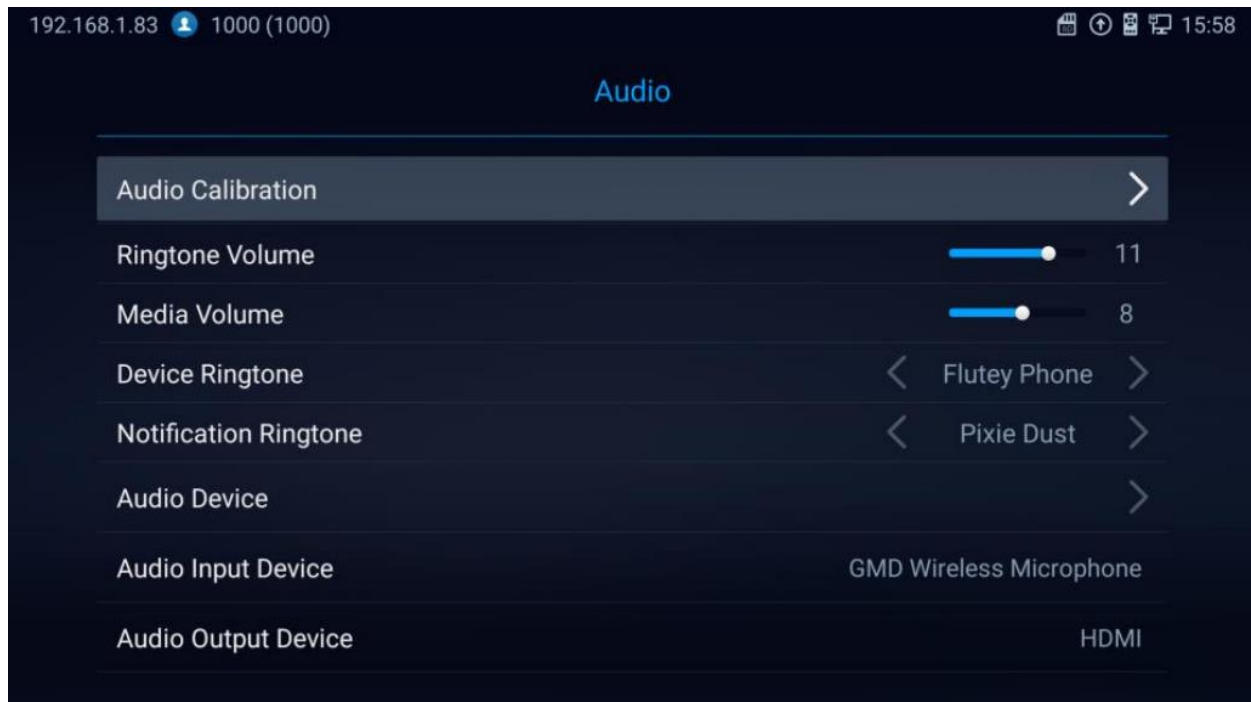 192.168.1.83 1000 (1000) 15:58
Audio
Audio Calibration
Ringtone Volume 11
Media Volume 8
Device Ringtone Flutey Phone
Notification Ringtone Pixie Dust
Audio Device
Audio Input Device GMD Wireless Microphone
Audio Output Device HDMI